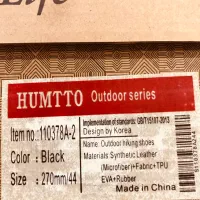 Life
HUMTTO Outdoor series
Item no:110378A-2
Implementation of standards: GB/T15107-2013
Design by Korea
Color : Black
Name: Outdoor hiking shoes
Materials: Synthetic Leather
(Microfiber)+Fabric+TPU
EVA+Rubber
Size : 270mm/44
Made in China